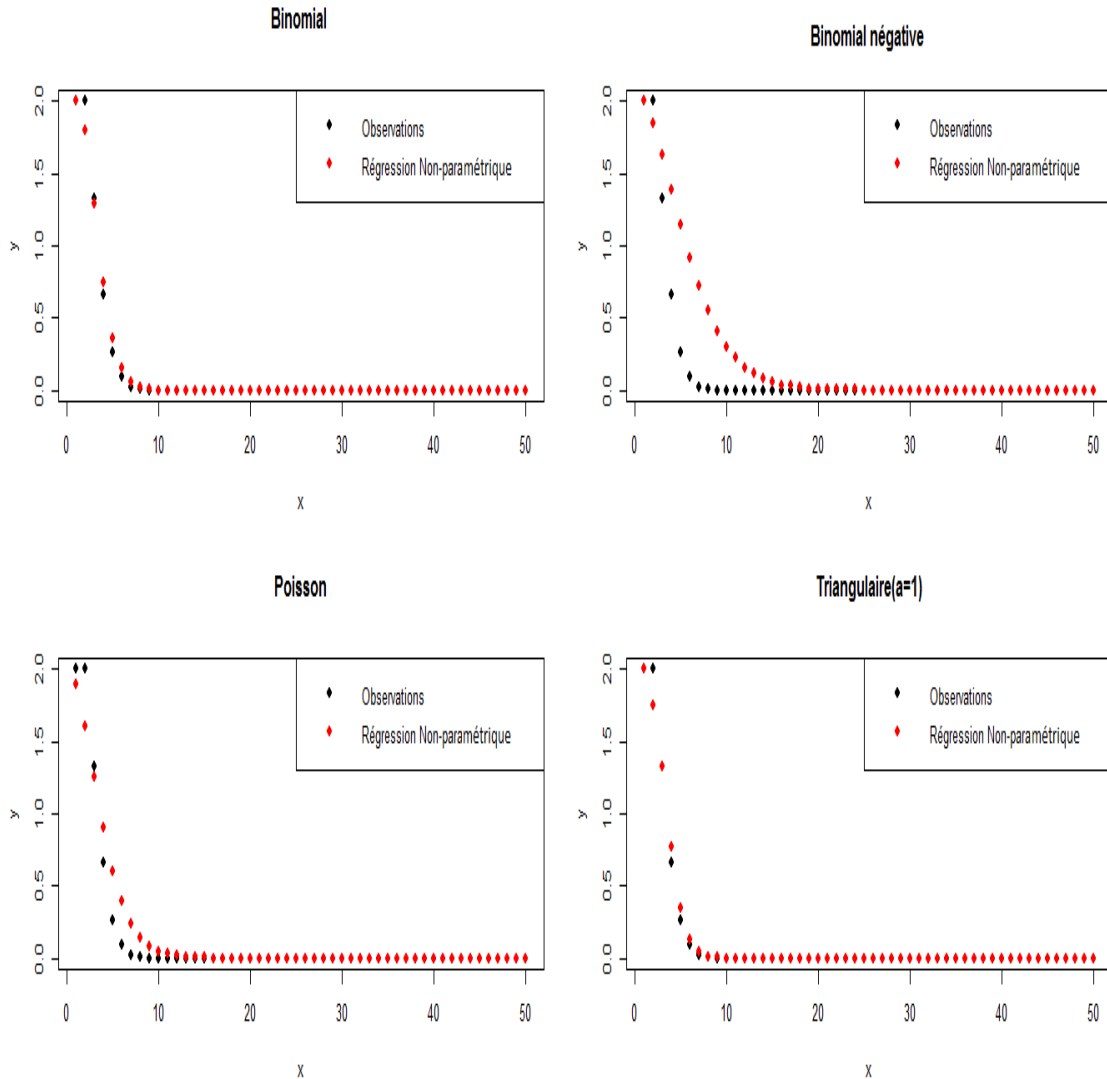 Binomial
2.0
1.5
1.0
0.5
0.0
y
Observations
Régression Non-paramétrique
0 10 20 30 40 50
x
Binomial négative
2.0
1.5
1.0
0.5
0.0
y
Observations
Régression Non-paramétrique
0 10 20 30 40 50
x
Poisson
2.0
1.5
1.0
0.5
0.0
y
Observations
Régression Non-paramétrique
0 10 20 30 40 50
x
Triangulaire(a=1)
2.0
1.5
1.0
0.5
0.0
y
Observations
Régression Non-paramétrique
0 10 20 30 40 50
x